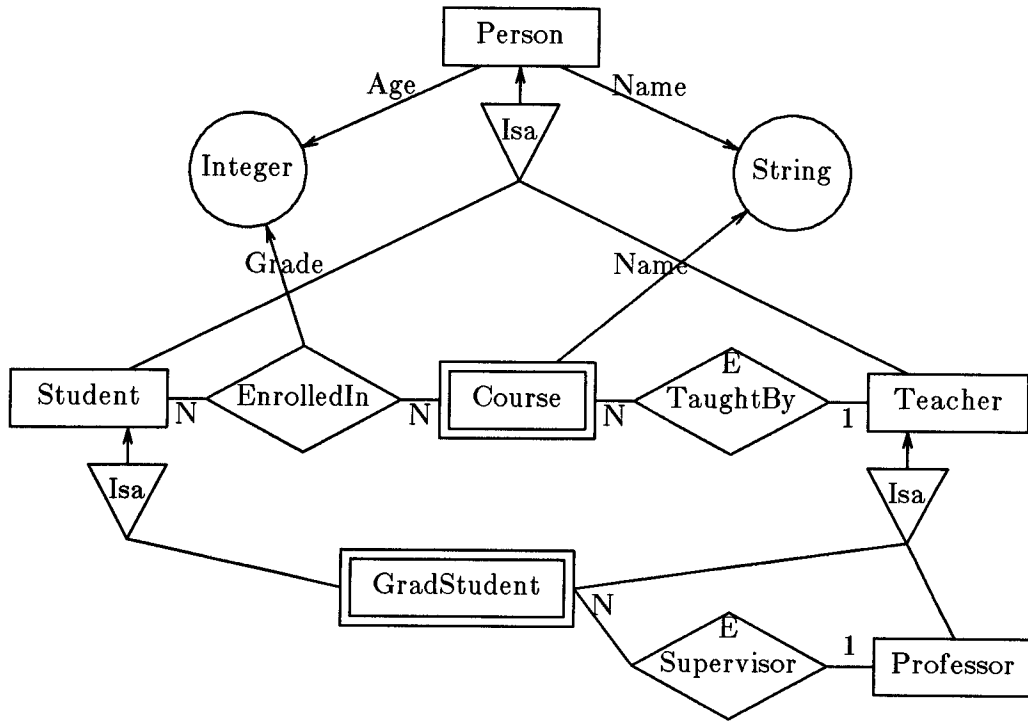 Person
Age
Name
Isa
Integer
String
Grade
Name
Student
N
EnrolledIn
N
Course
N
E
TaughtBy
1
Teacher
Isa
Isa
GradStudent
N
E
Supervisor
1
Professor